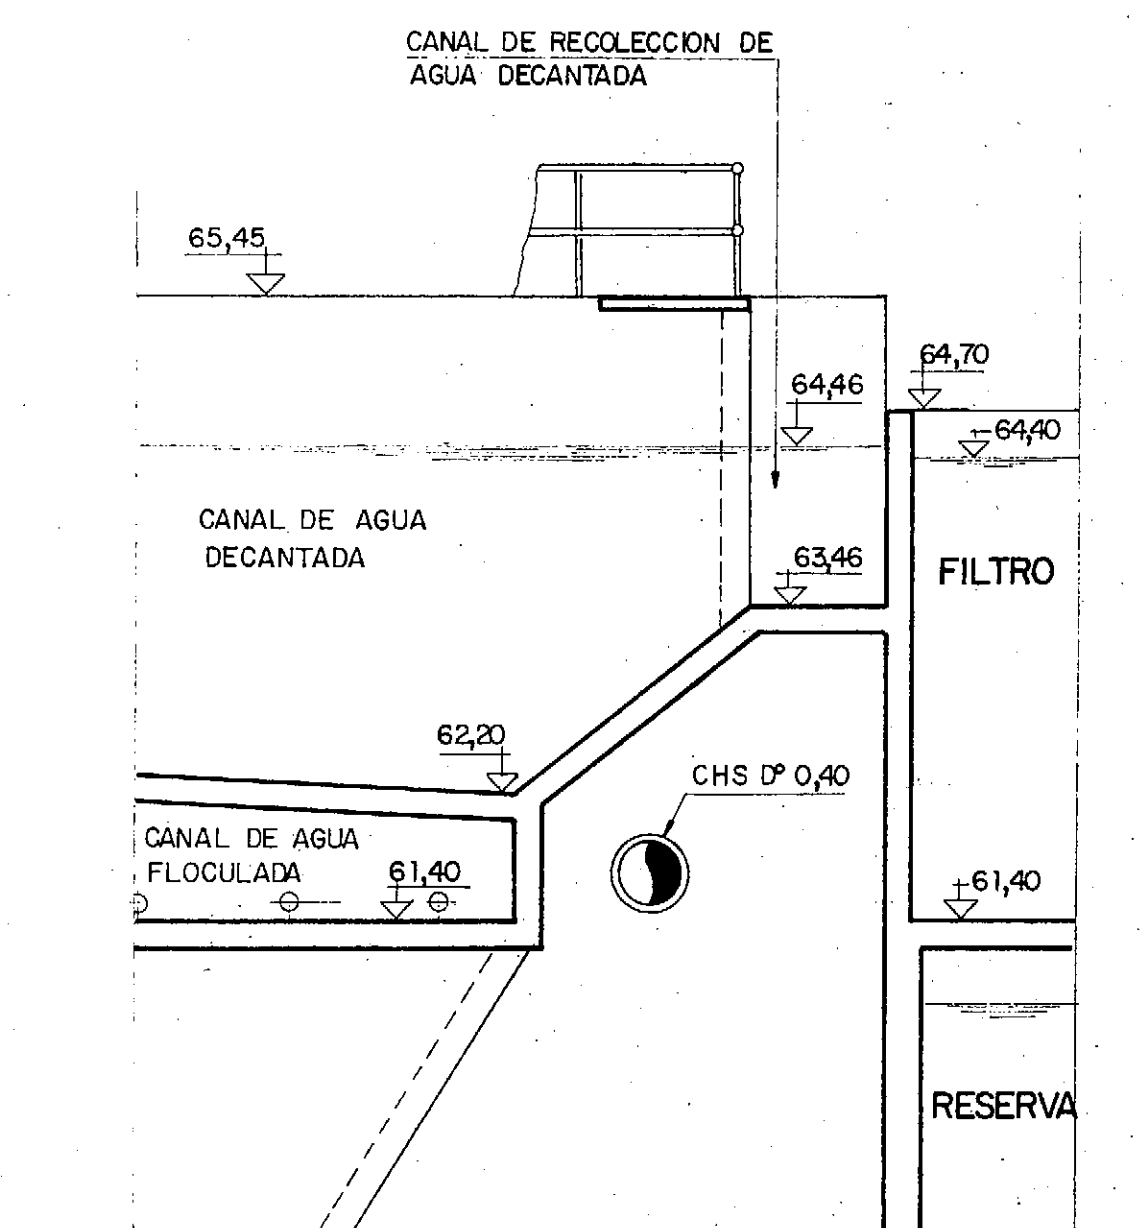 CANAL DE RECOLECCION DE
AGUA DECANTADA
65,45
64,70
64,46
64,40
CANAL DE AGUA
DECANTADA
63,46
FILTRO
62,20
CHS Dº 0,40
CANAL DE AGUA
FLOCULADA
61,40
61,40
RESERVA